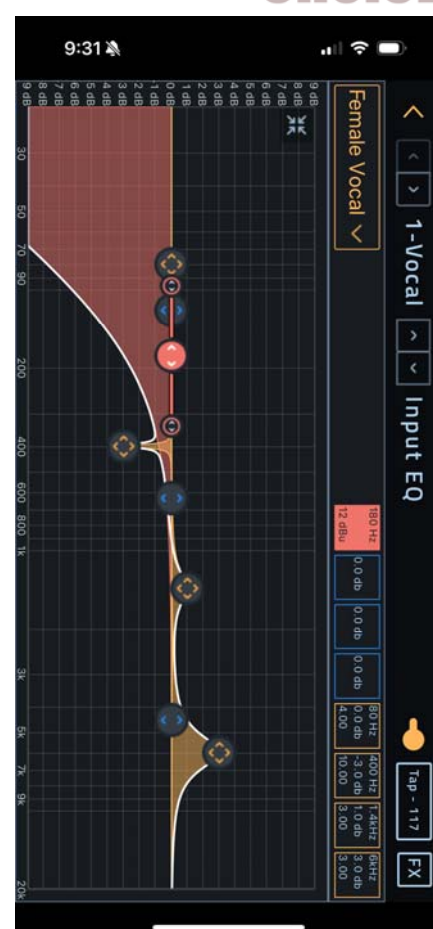 9:31
1-Vocal
Input EQ
Tap - 117
FX
Female Vocal
180 Hz
12 dBu
0.0 db
0.0 db
0.0 db
80 Hz
0.0 db
4.00
400 Hz
-3.0 db
10.00
1.4kHz
1.0 db
3.00
6kHz
3.0 db
3.00
9 dB
8 dB
7 dB
6 dB
5 dB
4 dB
3 dB
2 dB
1 dB
0 dB
1 dB
2 dB
3 dB
4 dB
5 dB
6 dB
7 dB
8 dB
9 dB
30
50
70
90
200
400
600
800
1k
3k
5k
7k
9k
20k